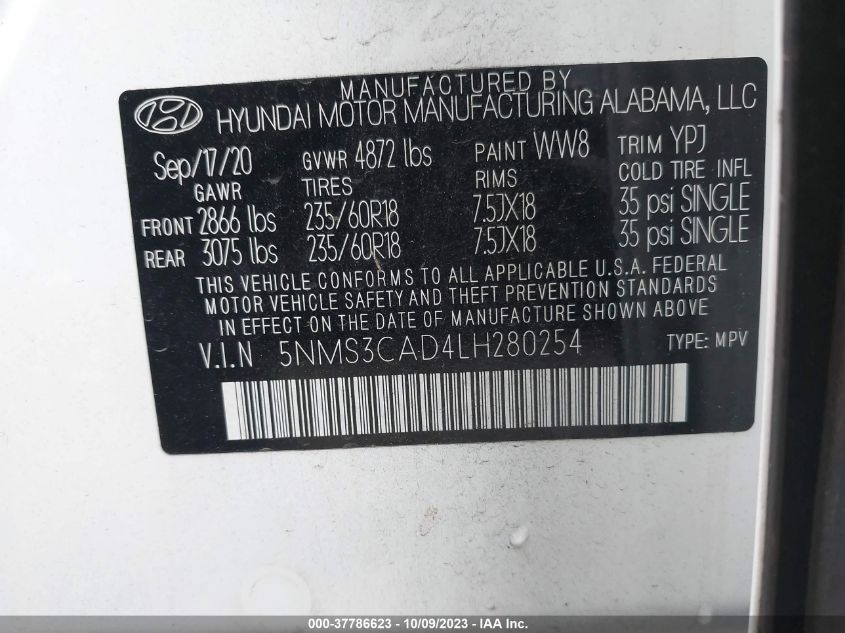 MANUFACTURED BY
HYUNDAI MOTOR MANUFACTURING ALABAMA, LLC
Sep/17/20 GVWR 4872 lbs PAINT WW8 TRIM YPJ
GAWR TIRES RIMS COLD TIRE INFL
FRONT 2866 lbs 235/60R18 7.5JX18 35 psi SINGLE
REAR 3075 lbs 235/60R18 7.5JX18 35 psi SINGLE
THIS VEHICLE CONFORMS TO ALL APPLICABLE U.S.A. FEDERAL
MOTOR VEHICLE SAFETY AND THEFT PREVENTION STANDARDS
IN EFFECT ON THE DATE OF MANUFACTURE SHOWN ABOVE
V.I.N 5NMS3CAD4LH280254 TYPE: MPV
000-37786623 - 10/09/2023 - IAAI Inc.